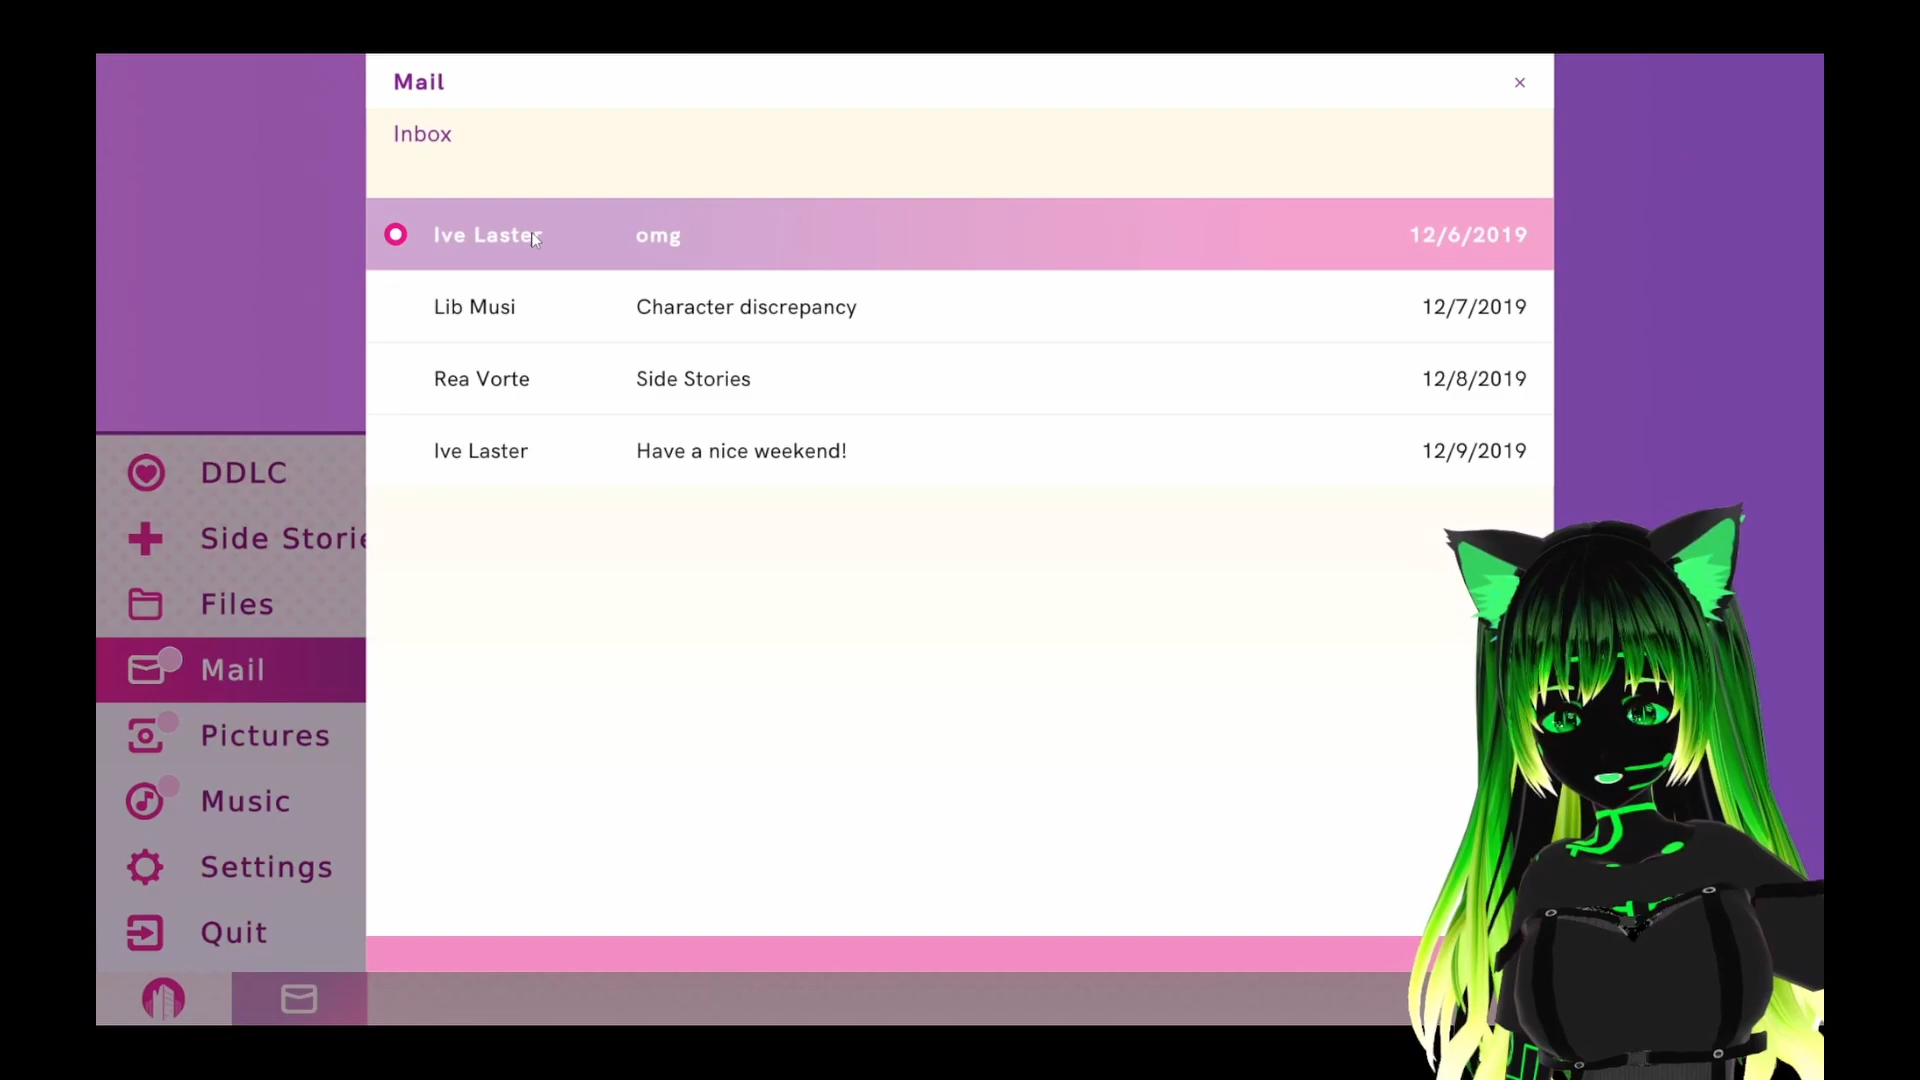 Mail
×
Inbox
Ive Laster omg 12/6/2019
Lib Musi Character discrepancy 12/7/2019
Rea Vorte Side Stories 12/8/2019
Ive Laster Have a nice weekend! 12/9/2019
DDLC
Side Storie
Files
Mail
Pictures
Music
Settings
Quit